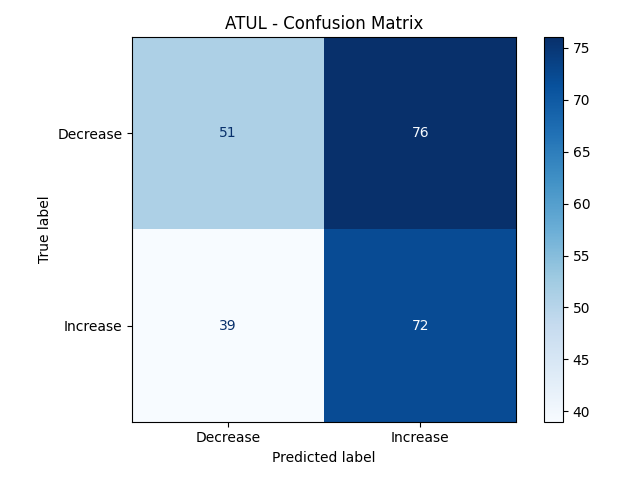 ATUL - Confusion Matrix
True label
Decrease
Increase
51
76
39
72
Decrease
Increase
Predicted label
75
70
65
60
55
50
45
40